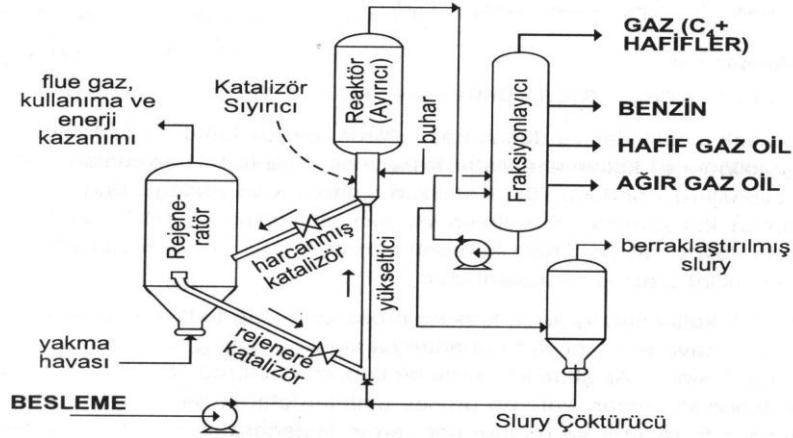 GAZ (C4+
HAFİFLER)
flue gaz,
kullanıma ve
enerji
kazanımı
Katalizör
Sıyırıcı
Reaktör
(Ayırıcı)
buhar
Fraksiyonlayıcı
BENZİN
HAFİF GAZ OİL
AĞIR GAZ OİL
Rejene-
ratör
harcanmış
katalizör
yükseltici
berraklaştırılmış
slury
rejenere
katalizör
yakma
havası
BESLEME
Slury Çöktürücü